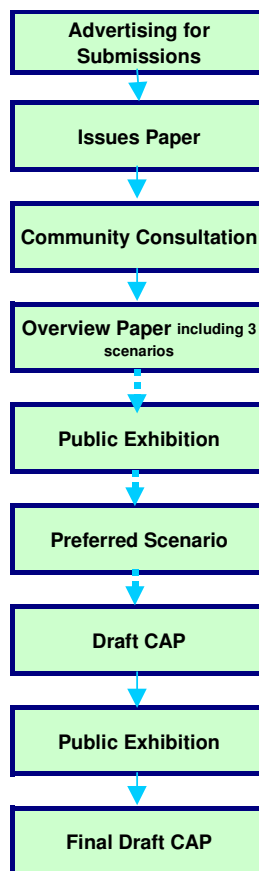 Advertising for
Submissions
Issues Paper
Community Consultation
Overview Paper including 3
scenarios
Public Exhibition
Preferred Scenario
Draft CAP
Public Exhibition
Final Draft CAP